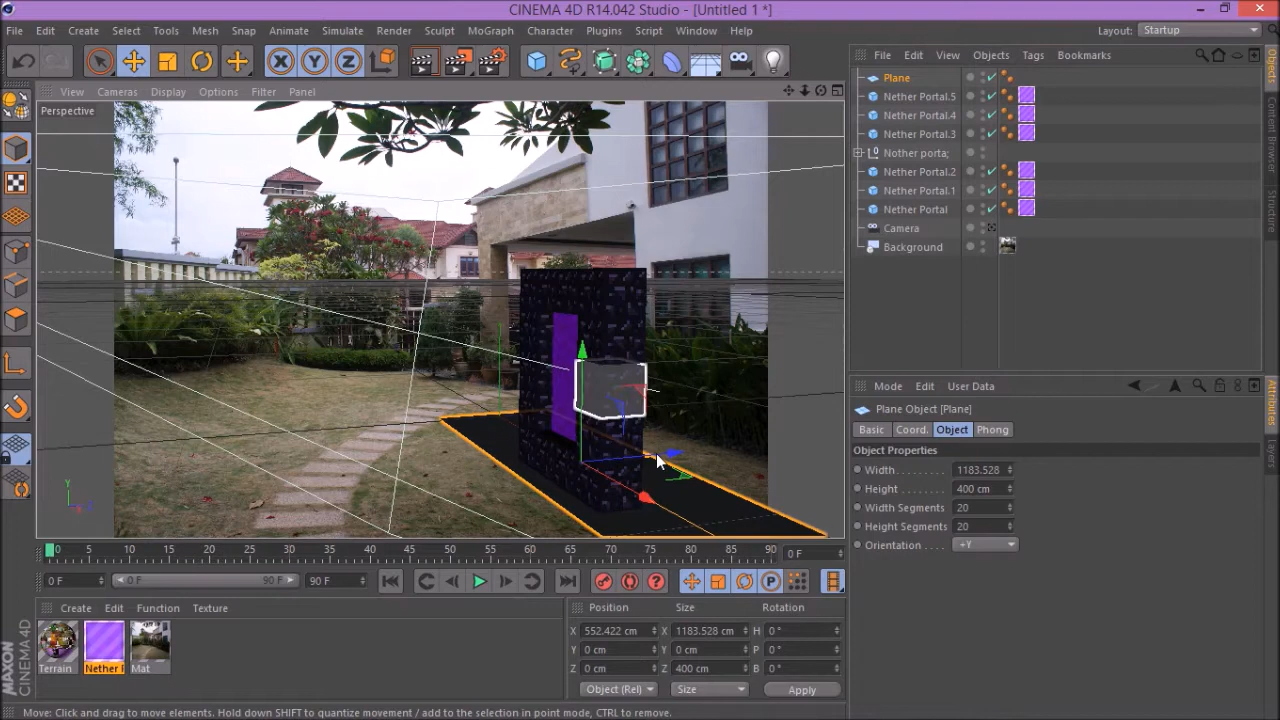 CINEMA 4D R14.042 Studio - [Untitled 1 *]
File Edit Create Select Tools Mesh Snap Animate Simulate Render Sculpt MoGraph Character Plugins Script Window Help
Layout: Startup
View Cameras Display Options Filter Panel
Perspective
File Edit View Objects Tags Bookmarks
Plane
Nether Portal.5
Nether Portal.4
Nether Portal.3
Nother porta;
Nether Portal.2
Nether Portal.1
Nether Portal
Camera
Background
Objects
Content Browser
Structure
Mode Edit User Data
Plane Object [Plane]
Basic Coord. Object Phong
Object Properties
Width 1183.528
Height 400 cm
Width Segments 20
Height Segments 20
Orientation +Y
Attributes
Layers
X Y Z
Y
0 5 10 15 20 25 30 35 40 45 50 55 60 65 70 75 80 85 90 0 F
0 F 0 F 90 F 90 F
Create Edit Function Texture
Terrain Nether P Mat
Position Size Rotation
X 552.422 cm X 1183.528 cm H 0 °
Y 0 cm Y 0 cm P 0 °
Z 0 cm Z 400 cm B 0 °
Object (Rel) Size Apply
MAXON
CINEMA 4D
Move: Click and drag to move elements. Hold down SHIFT to quantize movement / add to the selection in point mode, CTRL to remove.